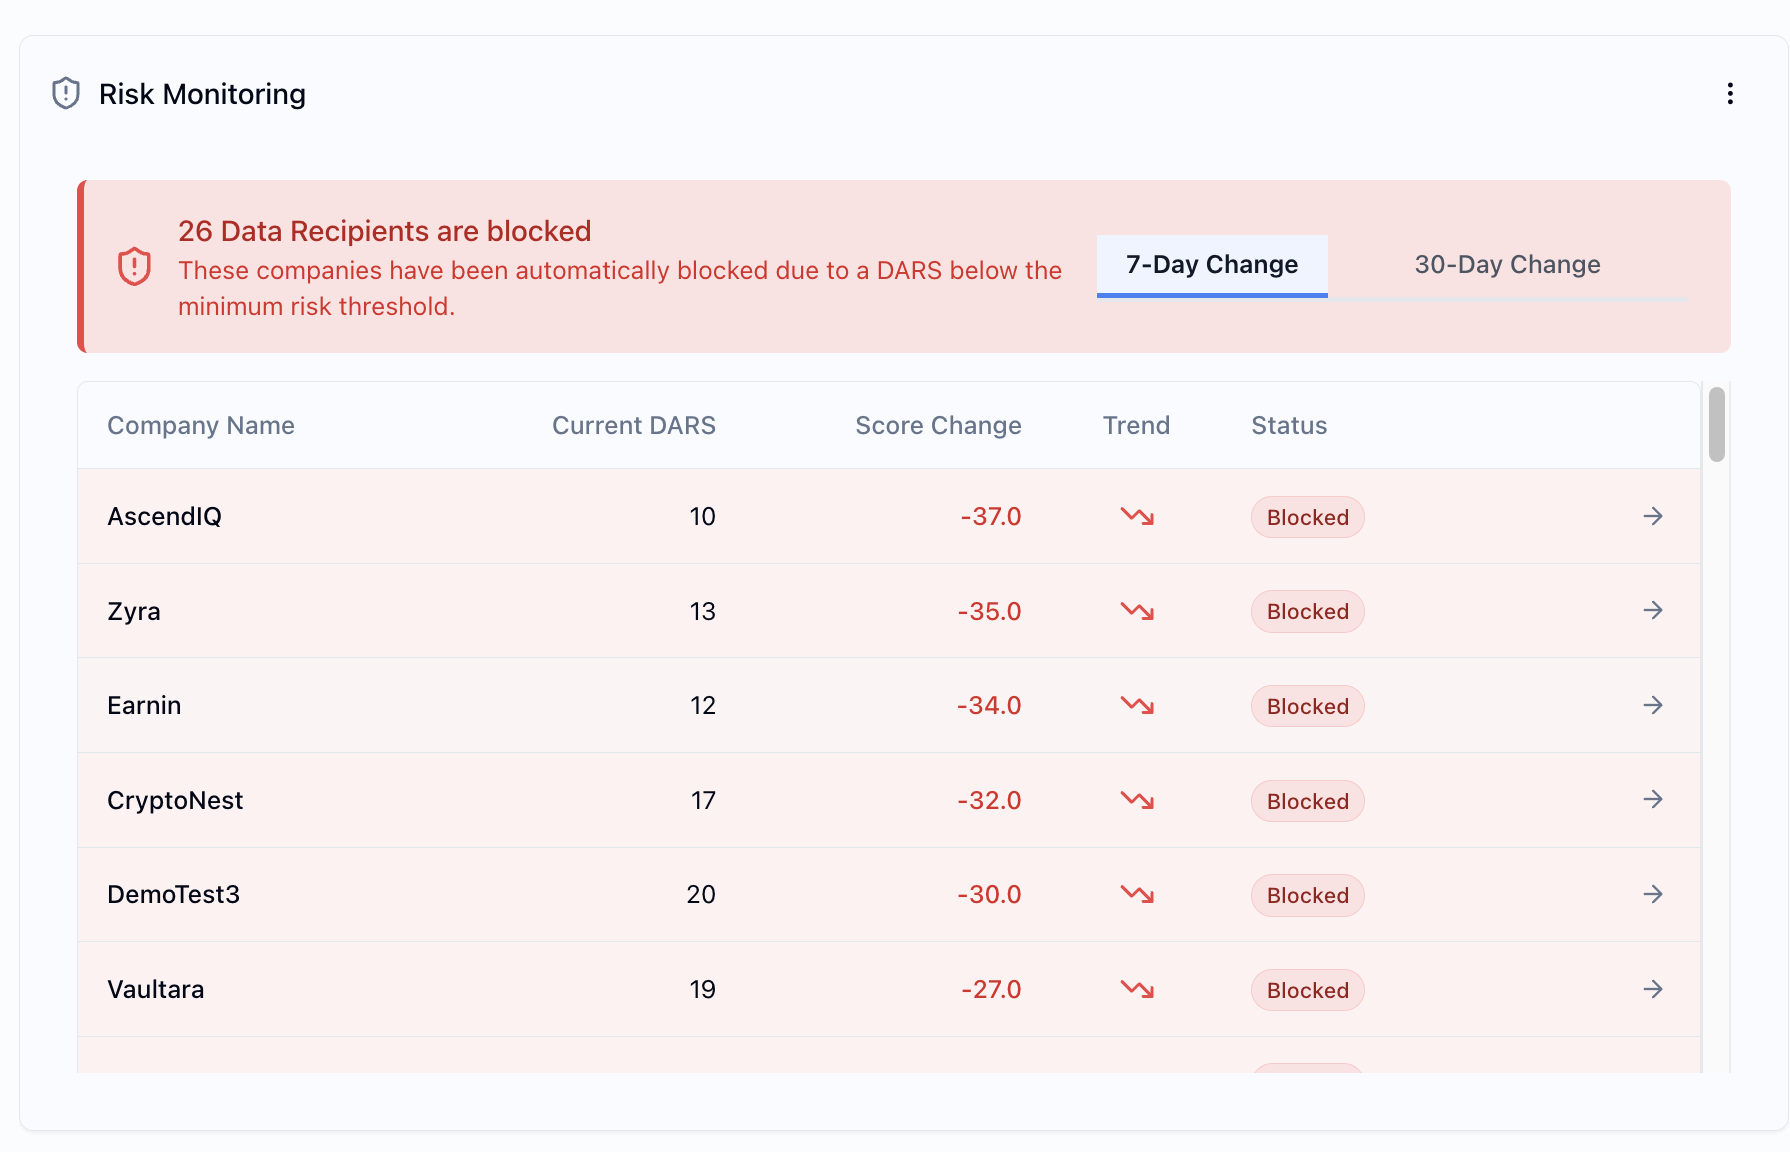 Risk Monitoring
26 Data Recipients are blocked
These companies have been automatically blocked due to a DARS below the
minimum risk threshold.
7-Day Change 30-Day Change
Company Name Current DARS Score Change Trend Status
AscendIQ 10 -37.0 Blocked
Zyra 13 -35.0 Blocked
Earnin 12 -34.0 Blocked
CryptoNest 17 -32.0 Blocked
DemoTest3 20 -30.0 Blocked
Vaultara 19 -27.0 Blocked